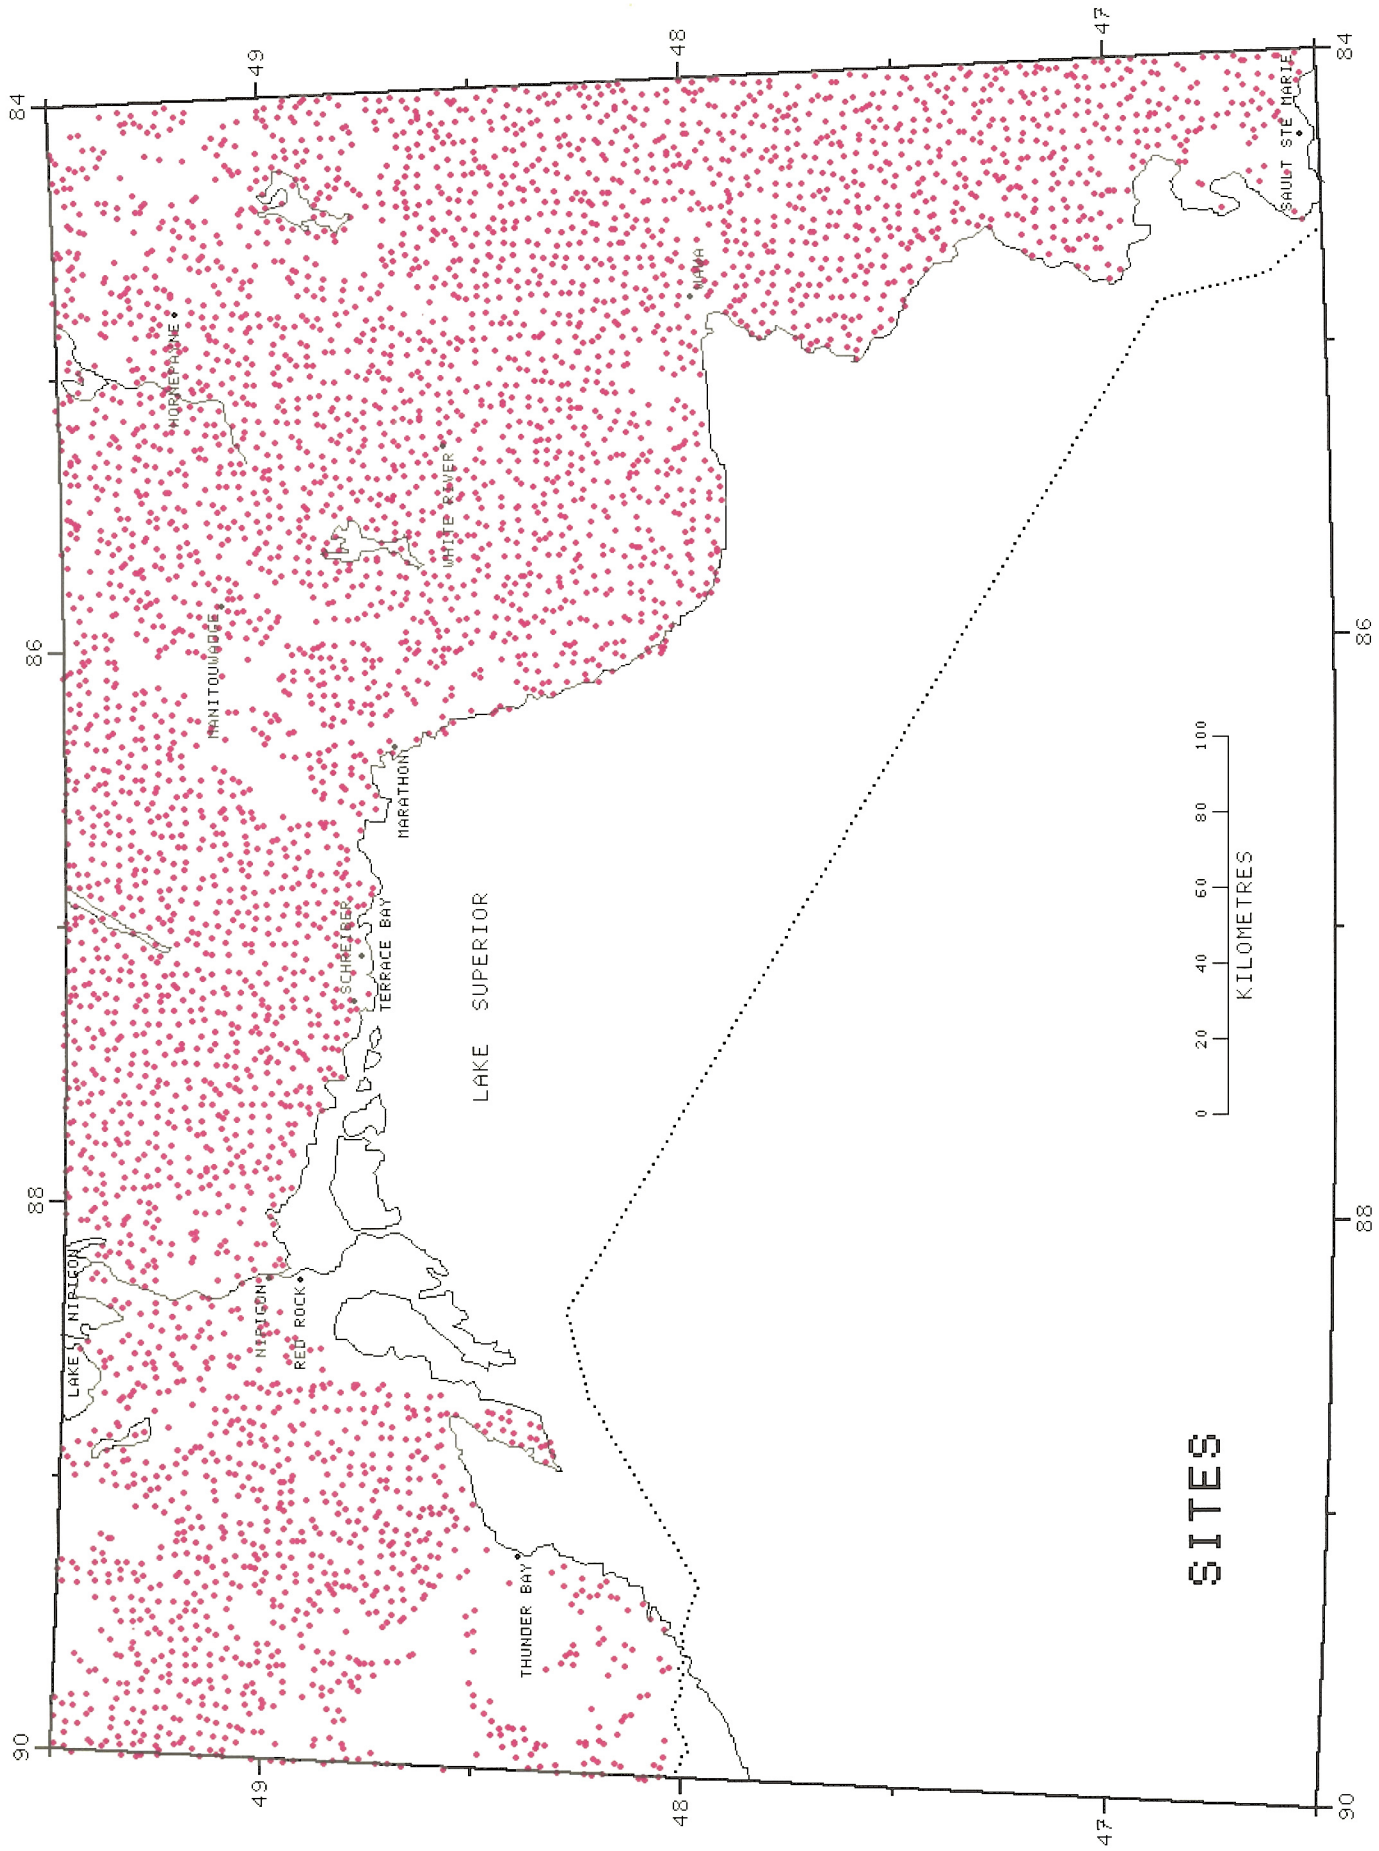 90
88
86
84
49
49
48
48
47
47
90
88
86
84
LAKE NIPIGON
HORNEPAYNE
MANITOUWADGE
NIPIGON
RED ROCK
SCHREIBER
TERRACE BAY
MARATHON
WHITE RIVER
LAKE SUPERIOR
THUNDER BAY
WAWA
SAULT STE MARIE
0 20 40 60 80 100
KILOMETRES
SITES